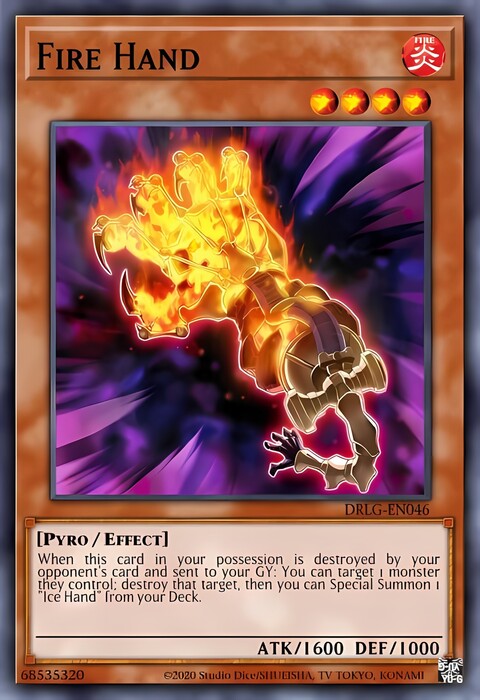 FIRE HAND
FIRE
炎
DRLG-EN046
[PYRO / EFFECT]
When this card in your possession is destroyed by your
opponent's card and sent to your GY: You can target 1 monster
they control; destroy that target, then you can Special Summon 1
"Ice Hand" from your Deck.
ATK/1600 DEF/1000
68535320
©2020 Studio Dice/SHUEISHA, TV TOKYO, KONAMI